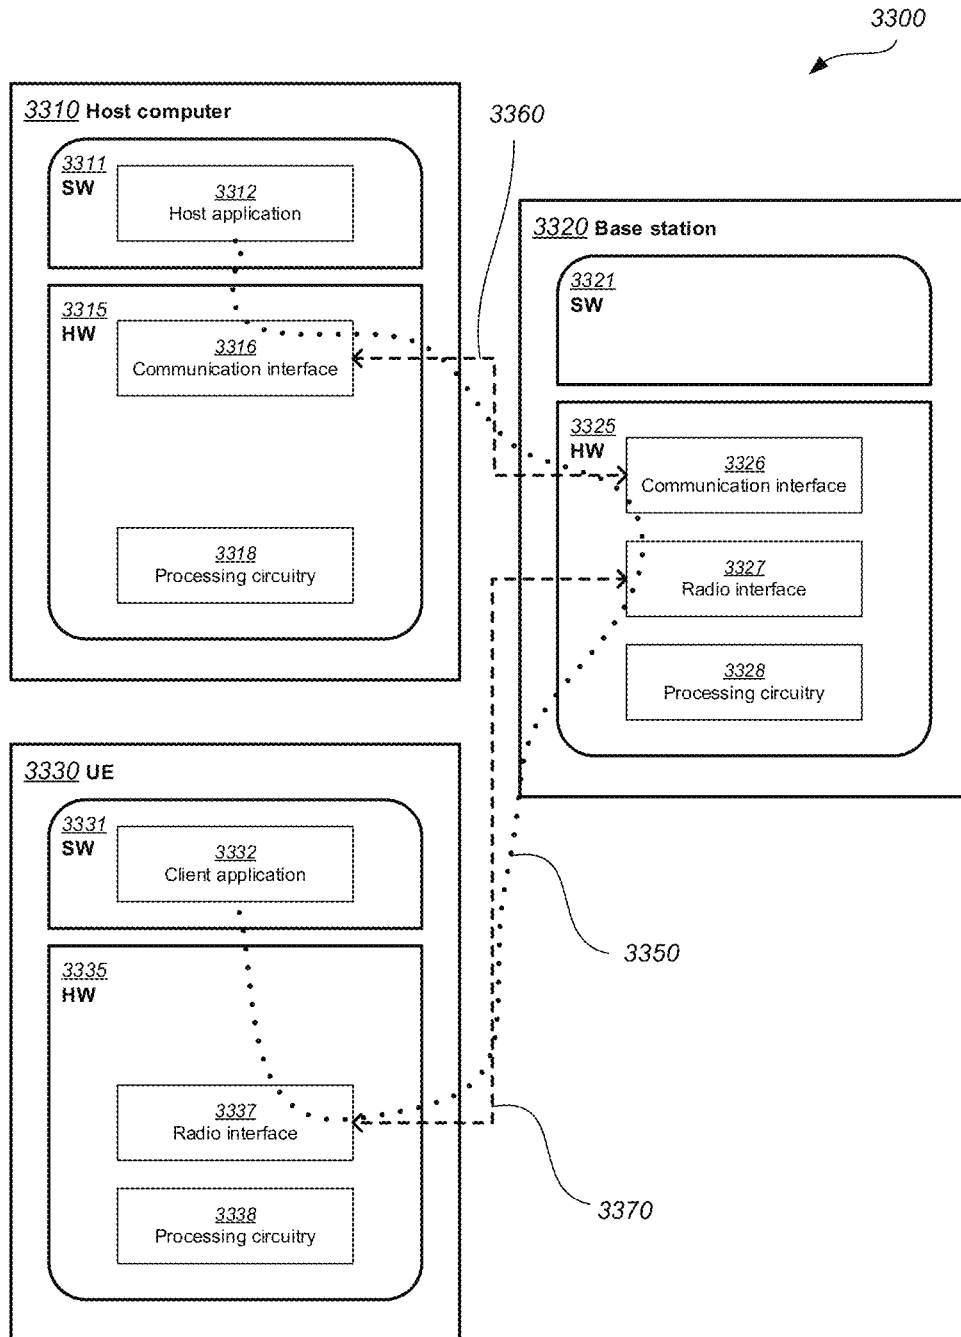 3300
3310 Host computer
3360
3311
SW
3312
Host application
3320 Base station
3321
SW
3315
HW
3316
Communication interface
3325
HW
3326
Communication interface
3318
Processing circuitry
3327
Radio interface
3328
Processing circuitry
3330 UE
3331
SW
3332
Client application
3350
3335
HW
3337
Radio interface
3370
3338
Processing circuitry